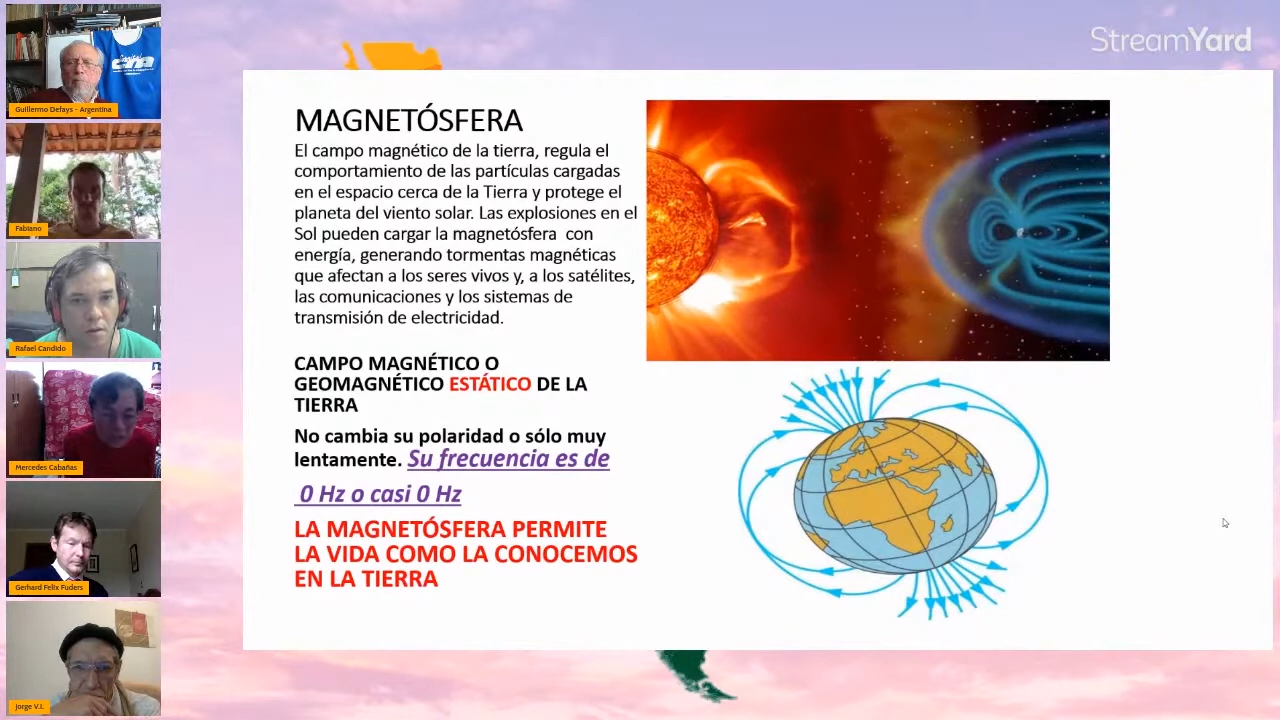 StreamYard
Guillermo Defays - Argentina
Fabiano
Rafael Candido
Mercedes Cabañas
Gerhard Felix Fuders
Jorge V.I.
MAGNETÓSFERA
El campo magnético de la tierra, regula el
comportamiento de las partículas cargadas
en el espacio cerca de la Tierra y protege el
planeta del viento solar. Las explosiones en el
Sol pueden cargar la magnetósfera con
energía, generando tormentas magnéticas
que afectan a los seres vivos y, a los satélites,
las comunicaciones y los sistemas de
transmisión de electricidad.
CAMPO MAGNÉTICO O
GEOMAGNÉTICO ESTÁTICO DE LA
TIERRA
No cambia su polaridad o sólo muy
lentamente. Su frecuencia es de
0 Hz o casi 0 Hz
LA MAGNETÓSFERA PERMITE
LA VIDA COMO LA CONOCEMOS
EN LA TIERRA